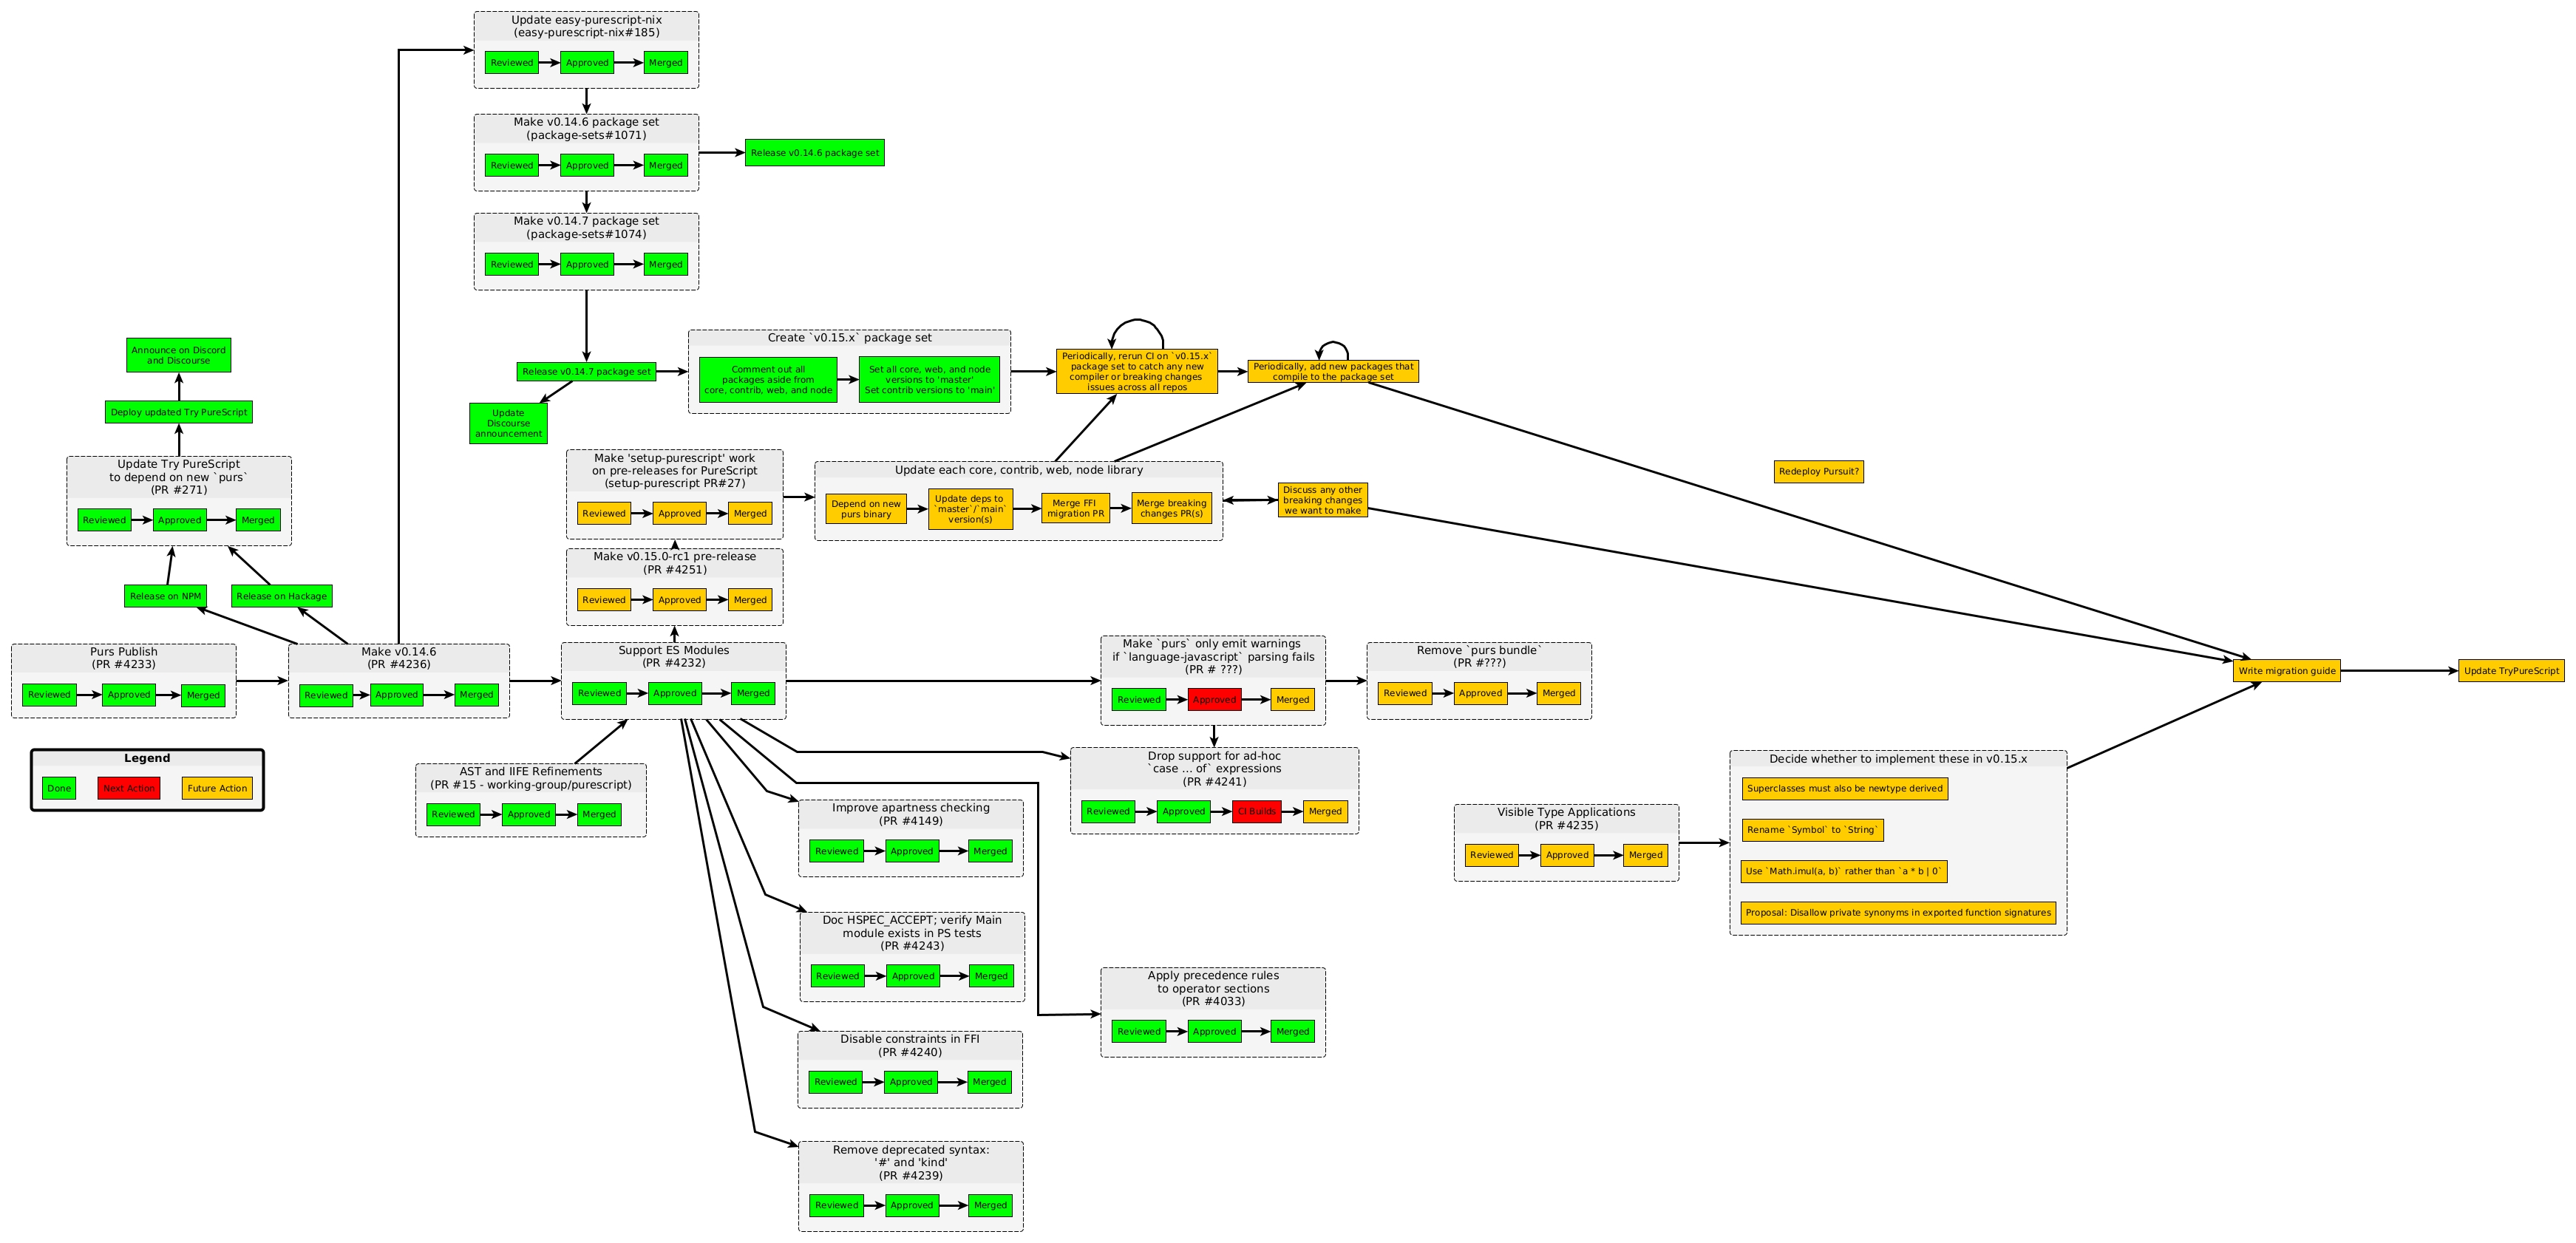 Update easy-purescript-nix
(easy-purescript-nix#185)
Reviewed
Approved
Merged
Make v0.14.6 package set
(package-sets#1071)
Reviewed
Approved
Merged
Release v0.14.6 package set
Make v0.14.7 package set
(package-sets#1074)
Reviewed
Approved
Merged
Release v0.14.7 package set
Update
Discourse
announcement
Create `v0.15.x` package set
Comment out all
packages aside from
core, contrib, web, and node
Set all core, web, and node
versions to 'master'
Set contrib versions to 'main'
Periodically, rerun CI on `v0.15.x`
package set to catch any new
compiler or breaking changes
issues across all repos
Periodically, add new packages that
compile to the package set
Announce on Discord
and Discourse
Deploy updated Try PureScript
Update Try PureScript
to depend on new `purs`
(PR #271)
Reviewed
Approved
Merged
Release on NPM
Release on Hackage
Make 'setup-purescript' work
on pre-releases for PureScript
(setup-purescript PR#27)
Reviewed
Approved
Merged
Update each core, contrib, web, node library
Depend on new
purs binary
Update deps to
`master`/`main`
version(s)
Merge FFI
migration PR
Merge breaking
changes PR(s)
Discuss any other
breaking changes
we want to make
Redeploy Pursuit?
Make v0.15.0-rc1 pre-release
(PR #4251)
Reviewed
Approved
Merged
Purs Publish
(PR #4233)
Reviewed
Approved
Merged
Make v0.14.6
(PR #4236)
Reviewed
Approved
Merged
Support ES Modules
(PR #4232)
Reviewed
Approved
Merged
Make `purs` only emit warnings
if `language-javascript` parsing fails
(PR # ???)
Reviewed
Approved
Merged
Remove `purs bundle`
(PR #???)
Reviewed
Approved
Merged
Write migration guide
Update TryPureScript
Legend
Done
Next Action
Future Action
AST and IIFE Refinements
(PR #15 - working-group/purescript)
Reviewed
Approved
Merged
Drop support for ad-hoc
`case ... of` expressions
(PR #4241)
Reviewed
Approved
CI Builds
Merged
Improve apartness checking
(PR #4149)
Reviewed
Approved
Merged
Visible Type Applications
(PR #4235)
Reviewed
Approved
Merged
Decide whether to implement these in v0.15.x
Superclasses must also be newtype derived
Rename `Symbol` to `String`
Use `Math.imul(a, b)` rather than `a * b | 0`
Proposal: Disallow private synonyms in exported function signatures
Doc HSPEC_ACCEPT; verify Main
module exists in PS tests
(PR #4243)
Reviewed
Approved
Merged
Apply precedence rules
to operator sections
(PR #4033)
Reviewed
Approved
Merged
Disable constraints in FFI
(PR #4240)
Reviewed
Approved
Merged
Remove deprecated syntax:
'#' and 'kind'
(PR #4239)
Reviewed
Approved
Merged